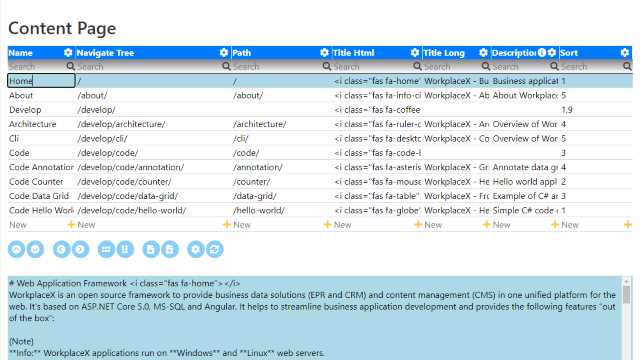 Content Page
Name Navigate Tree Path Title Html Title Long Description Sort
Search Search Search Search Search Search Search
Home / / <i class="fas fa-home" WorkplaceX - Bu Business applicat 1
About /about/ /about/ <i class="fas fa-info-ci WorkplaceX - Ab About Workplace 5
Develop /develop/ <i class="fas fa-coffee 1,9
Architecture /develop/architecture/ /architecture/ <i class="fas fa-ruler-c WorkplaceX - An Overview of Wor 4
Cli /develop/cli/ /cli/ <i class="fas fa-deskto WorkplaceX - Co Overview of Wor 5
Code /develop/code/ <i class="fas fa-code-l 3
Code Annotation /develop/code/annotation/ /annotation/ <i class="fas fa-asteris WorkplaceX - Gr Annotate data g 4
Code Counter /develop/code/counter/ /counter/ <i class="fas fa-mouse WorkplaceX - He Hello world appl 2
Code Data Grid /develop/code/data-grid/ /data-grid/ <i class="fas fa-table" WorkplaceX - Fro Example of C# ar 3
Code Hello Worl /develop/code/hello-world/ /hello-world/ <i class="fas fa-globe' WorkplaceX - He Simple C# code 1
New New New New New New New
# Web Application Framework <i class="fas fa-home"></i>
WorkplaceX is an open source framework to provide business data solutions (EPR and CRM) and content management (CMS) in one unified platform for the
web. It's based on ASP.NET Core 5.0, MS-SQL and Angular. It helps to streamline business application development and provides the following features "out
of the box":
(Note)
**Info:** WorkplaceX applications run on **Windows** and **Linux** web servers.